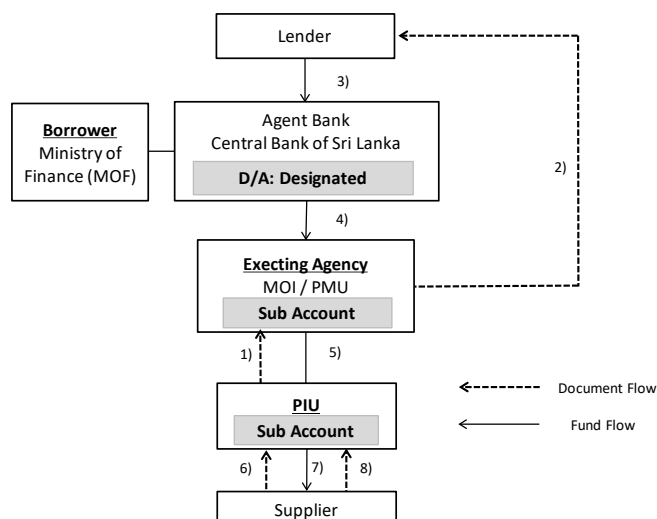 Lender
3)
Borrower
Ministry of
Finance (MOF)
Agent Bank
Central Bank of Sri Lanka
D/A: Designated
2)
4)
Execting Agency
MOI / PMU
Sub Account
1)
5)
PIU
Sub Account
Document Flow
Fund Flow
6)
7)
8)
Supplier